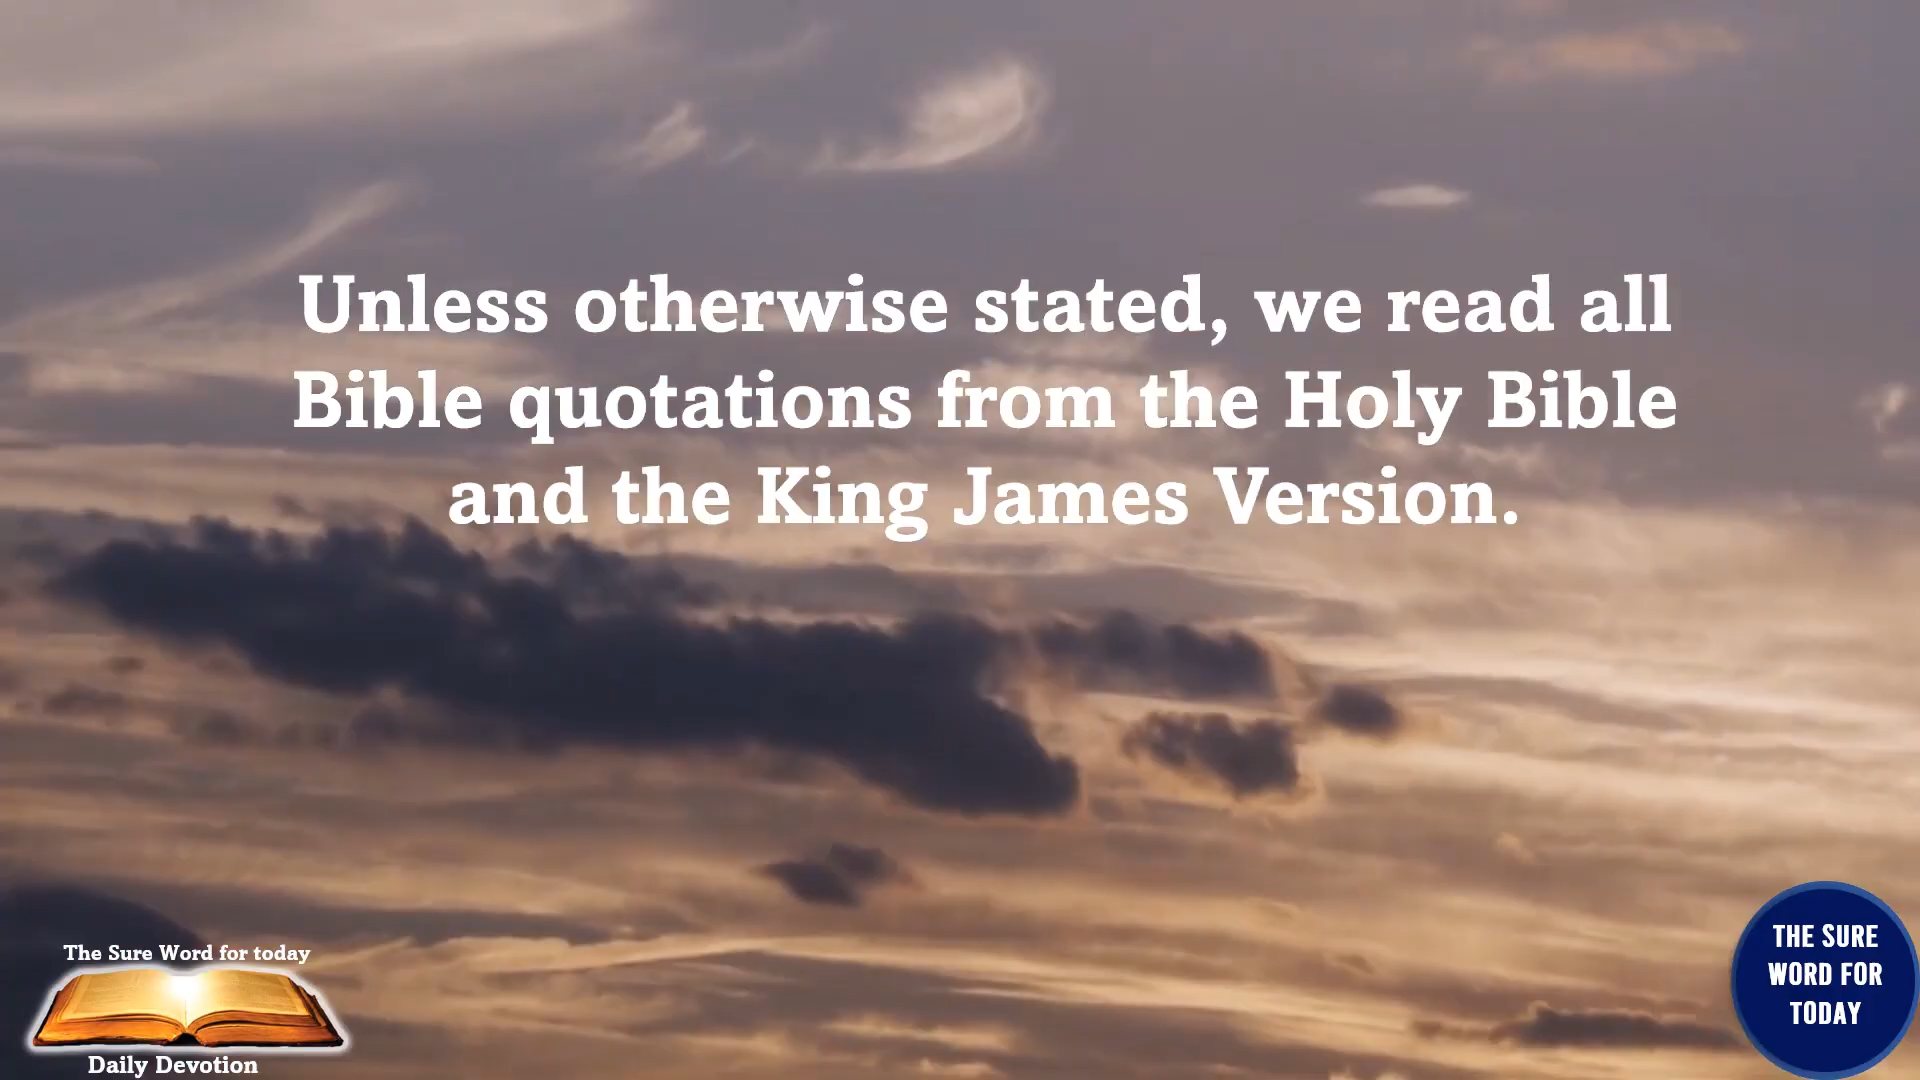 Unless otherwise stated, we read all
Bible quotations from the Holy Bible
and the King James Version.
The Sure Word for today
Daily Devotion
THE SURE
WORD FOR
TODAY